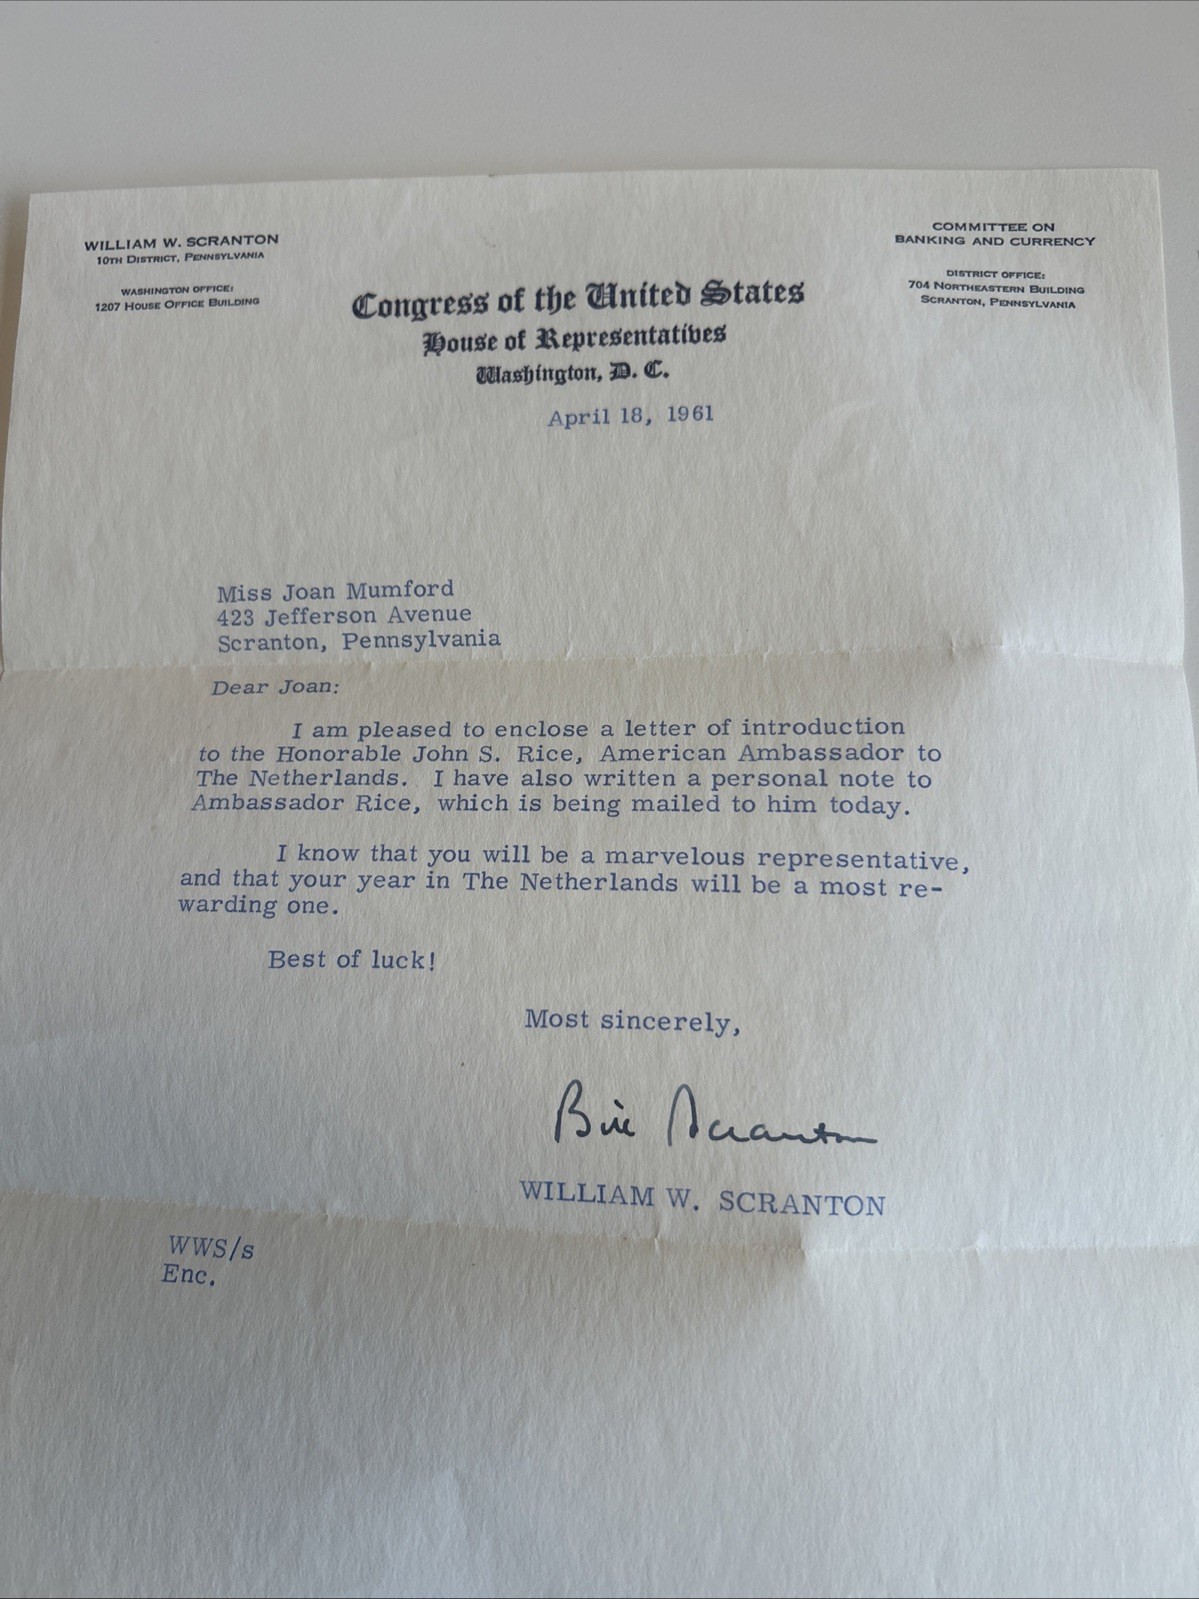 WILLIAM W. SCRANTON
10TH DISTRICT, PENNSYLVANIA
WASHINGTON OFFICE:
1207 HOUSE OFFICE BUILDING
COMMITTEE ON
BANKING AND CURRENCY
DISTRICT OFFICE:
704 NORTHEASTERN BUILDING
SCRANTON, PENNSYLVANIA
Congress of the United States
House of Representatives
Washington, D. C.
April 18, 1961
Miss Joan Mumford
423 Jefferson Avenue
Scranton, Pennsylvania
Dear Joan:
I am pleased to enclose a letter of introduction
to the Honorable John S. Rice, American Ambassador to
The Netherlands. I have also written a personal note to
Ambassador Rice, which is being mailed to him today.
I know that you will be a marvelous representative,
and that your year in The Netherlands will be a most re-
warding one.
Best of luck!
Most sincerely,
Bill Scranton
WILLIAM W. SCRANTON
WWS/s
Enc.